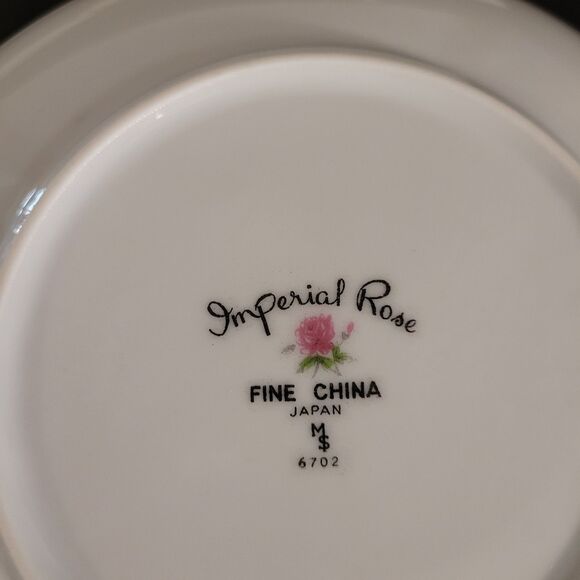 Imperial Rose
FINE CHINA
JAPAN
M
S
6702